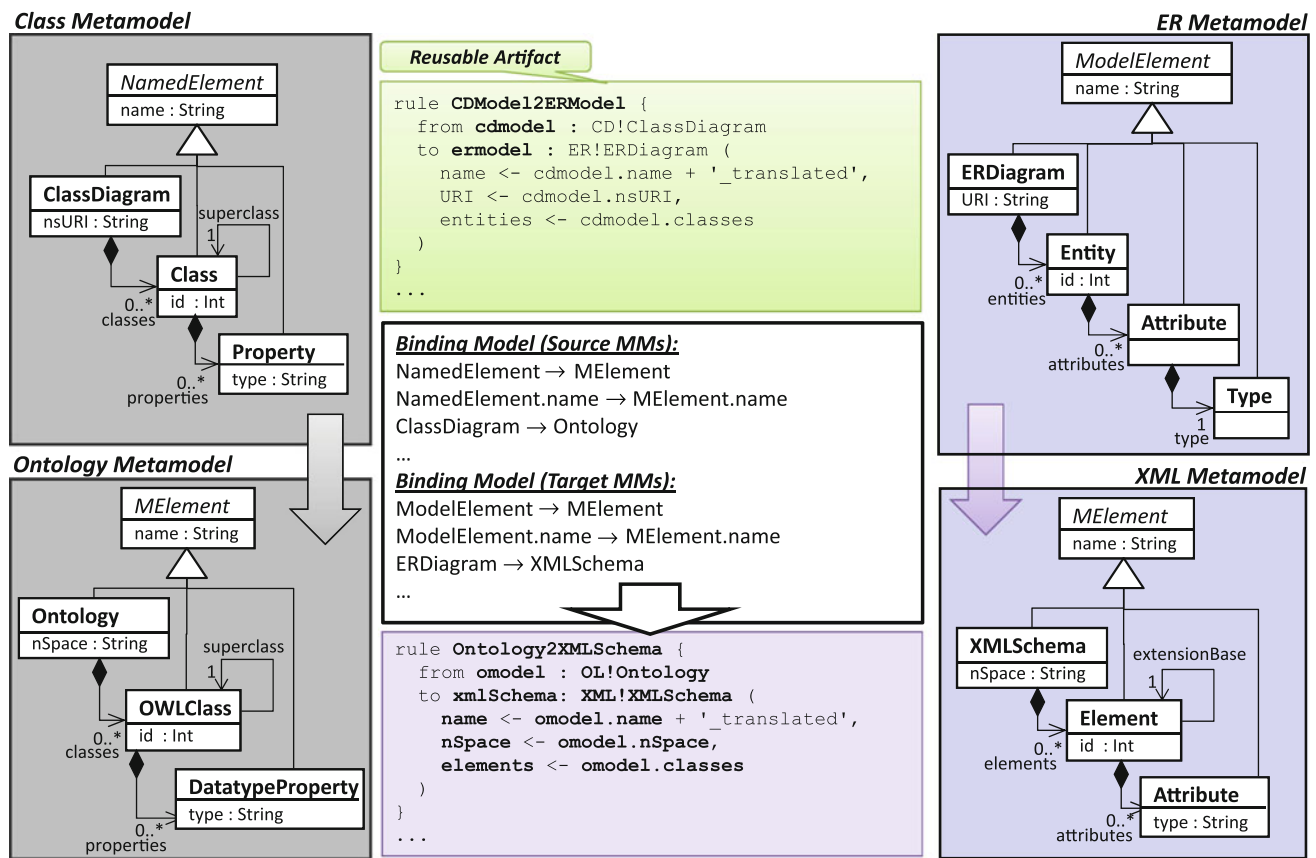 Class Metamodel
NamedElement
name : String
ClassDiagram
nsURI : String
superclass
1
Class
id : Int
0..*
classes
Property
type : String
0..*
properties
Reusable Artifact
rule CDModel2ERModel {
from cdmodel : CD!ClassDiagram
to ermodel : ER!ERDiagram (
name <- cdmodel.name + '_translated',
URI <- cdmodel.nsURI,
entities <- cdmodel.classes
)
}
...
ER Metamodel
ModelElement
name : String
ERDiagram
URI : String
Entity
id : Int
0..*
entities
Attribute
0..*
attributes
Type
1
type
Binding Model (Source MMs):
NamedElement → MElement
NamedElement.name → MElement.name
ClassDiagram → Ontology
...
Binding Model (Target MMs):
ModelElement → MElement
ModelElement.name → MElement.name
ERDiagram → XMLSchema
...
Ontology Metamodel
MElement
name : String
Ontology
nSpace : String
superclass
1
OWLClass
id : Int
0..*
classes
DatatypeProperty
type : String
0..*
properties
rule Ontology2XMLSchema {
from omodel : OL!Ontology
to xmlSchema: XML!XMLSchema (
name <- omodel.name + '_translated',
nSpace <- omodel.nSpace,
elements <- omodel.classes
)
}
...
XML Metamodel
MElement
name : String
XMLSchema
nSpace : String
extensionBase
1
Element
id : Int
0..*
elements
Attribute
type : String
0..*
attributes